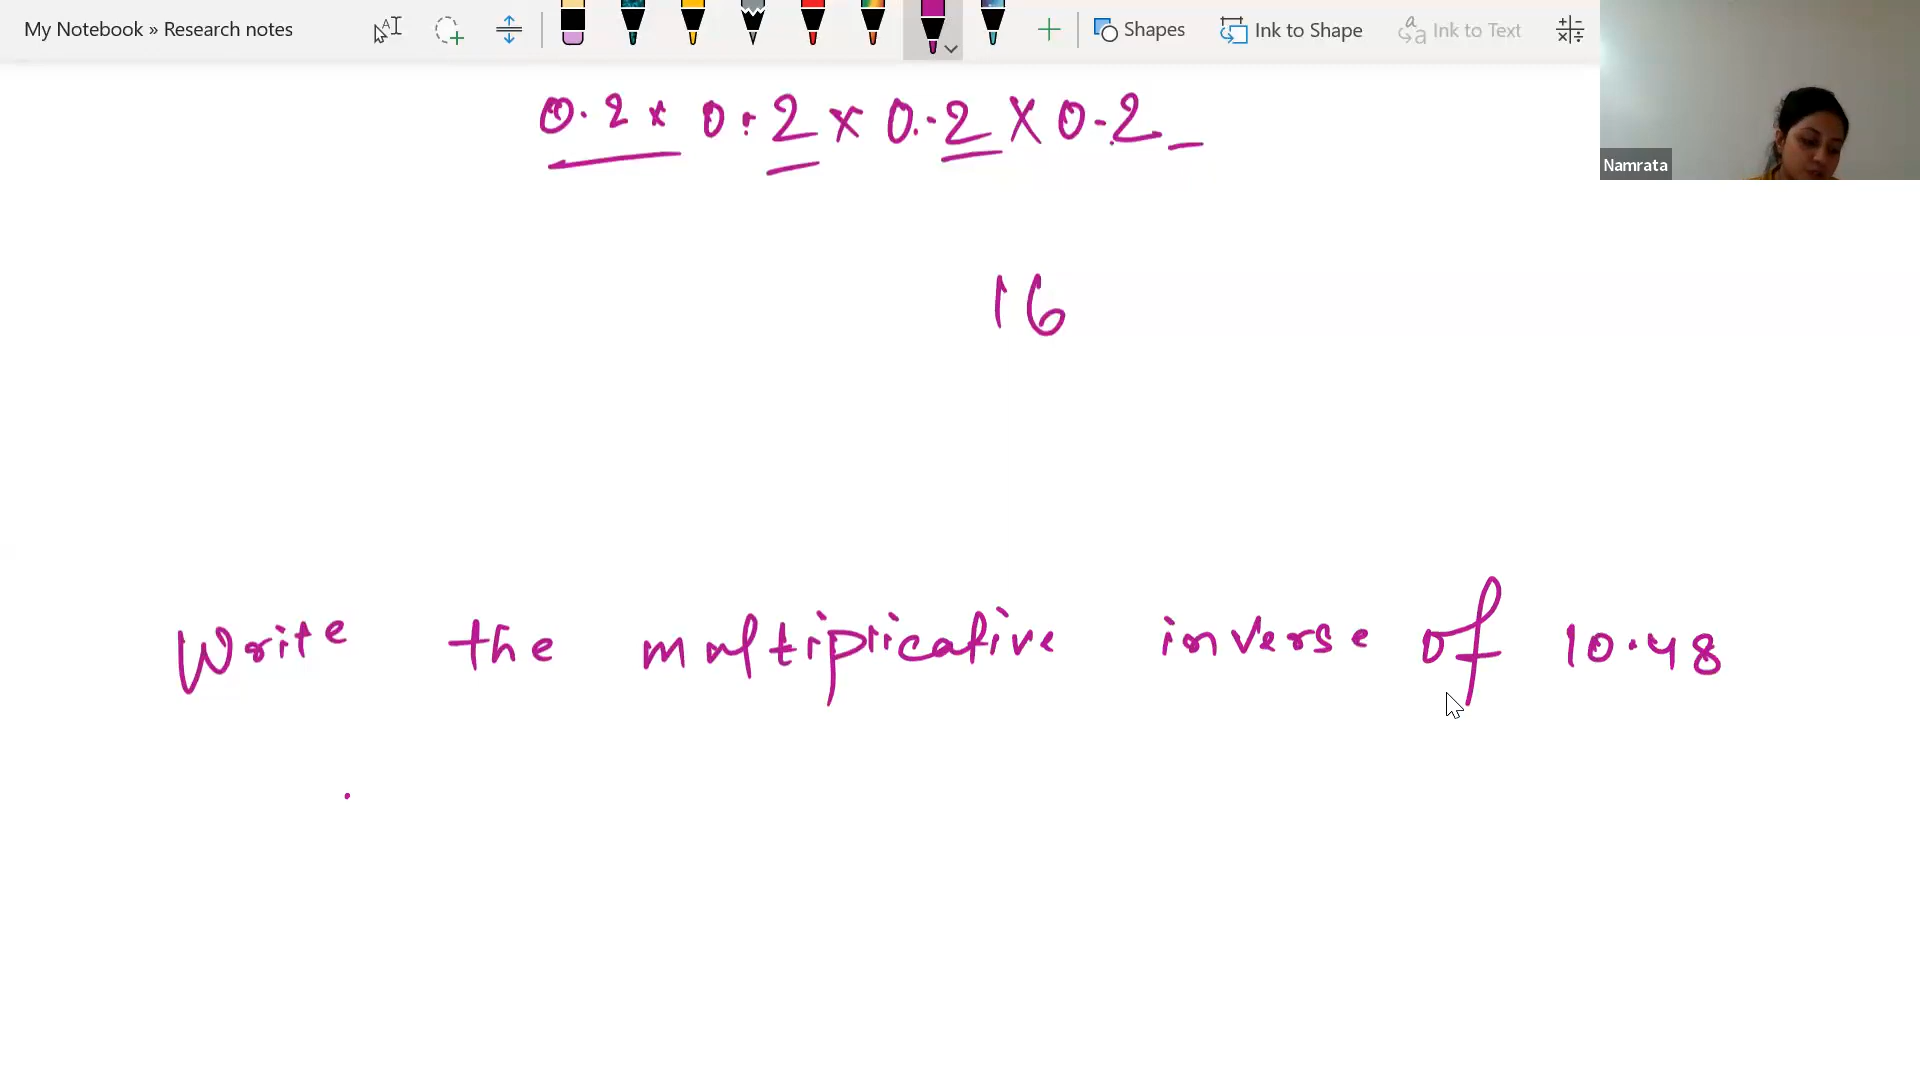 My Notebook » Research notes
Shapes
Ink to Shape
Ink to Text
Namrata
0.2 × 0.2 × 0.2 × 0.2
16
Write the multiplicative inverse of 10.48